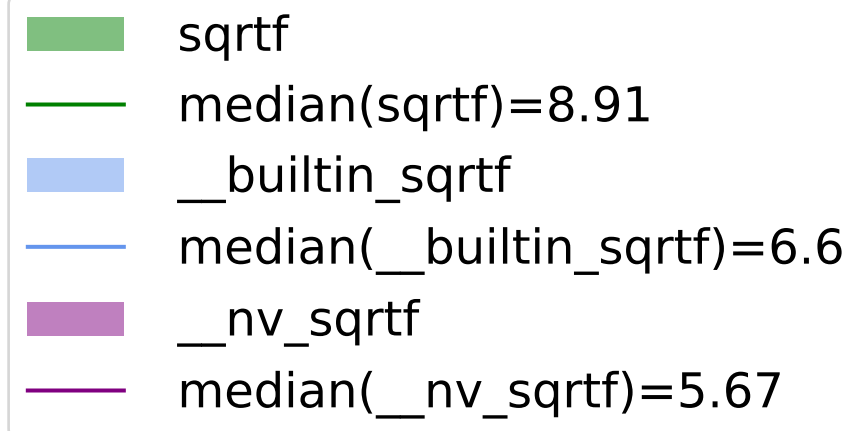 sqrtf
median(sqrtf)=8.91
__builtin_sqrtf
median(__builtin_sqrtf)=6.6
__nv_sqrtf
median(__nv_sqrtf)=5.67